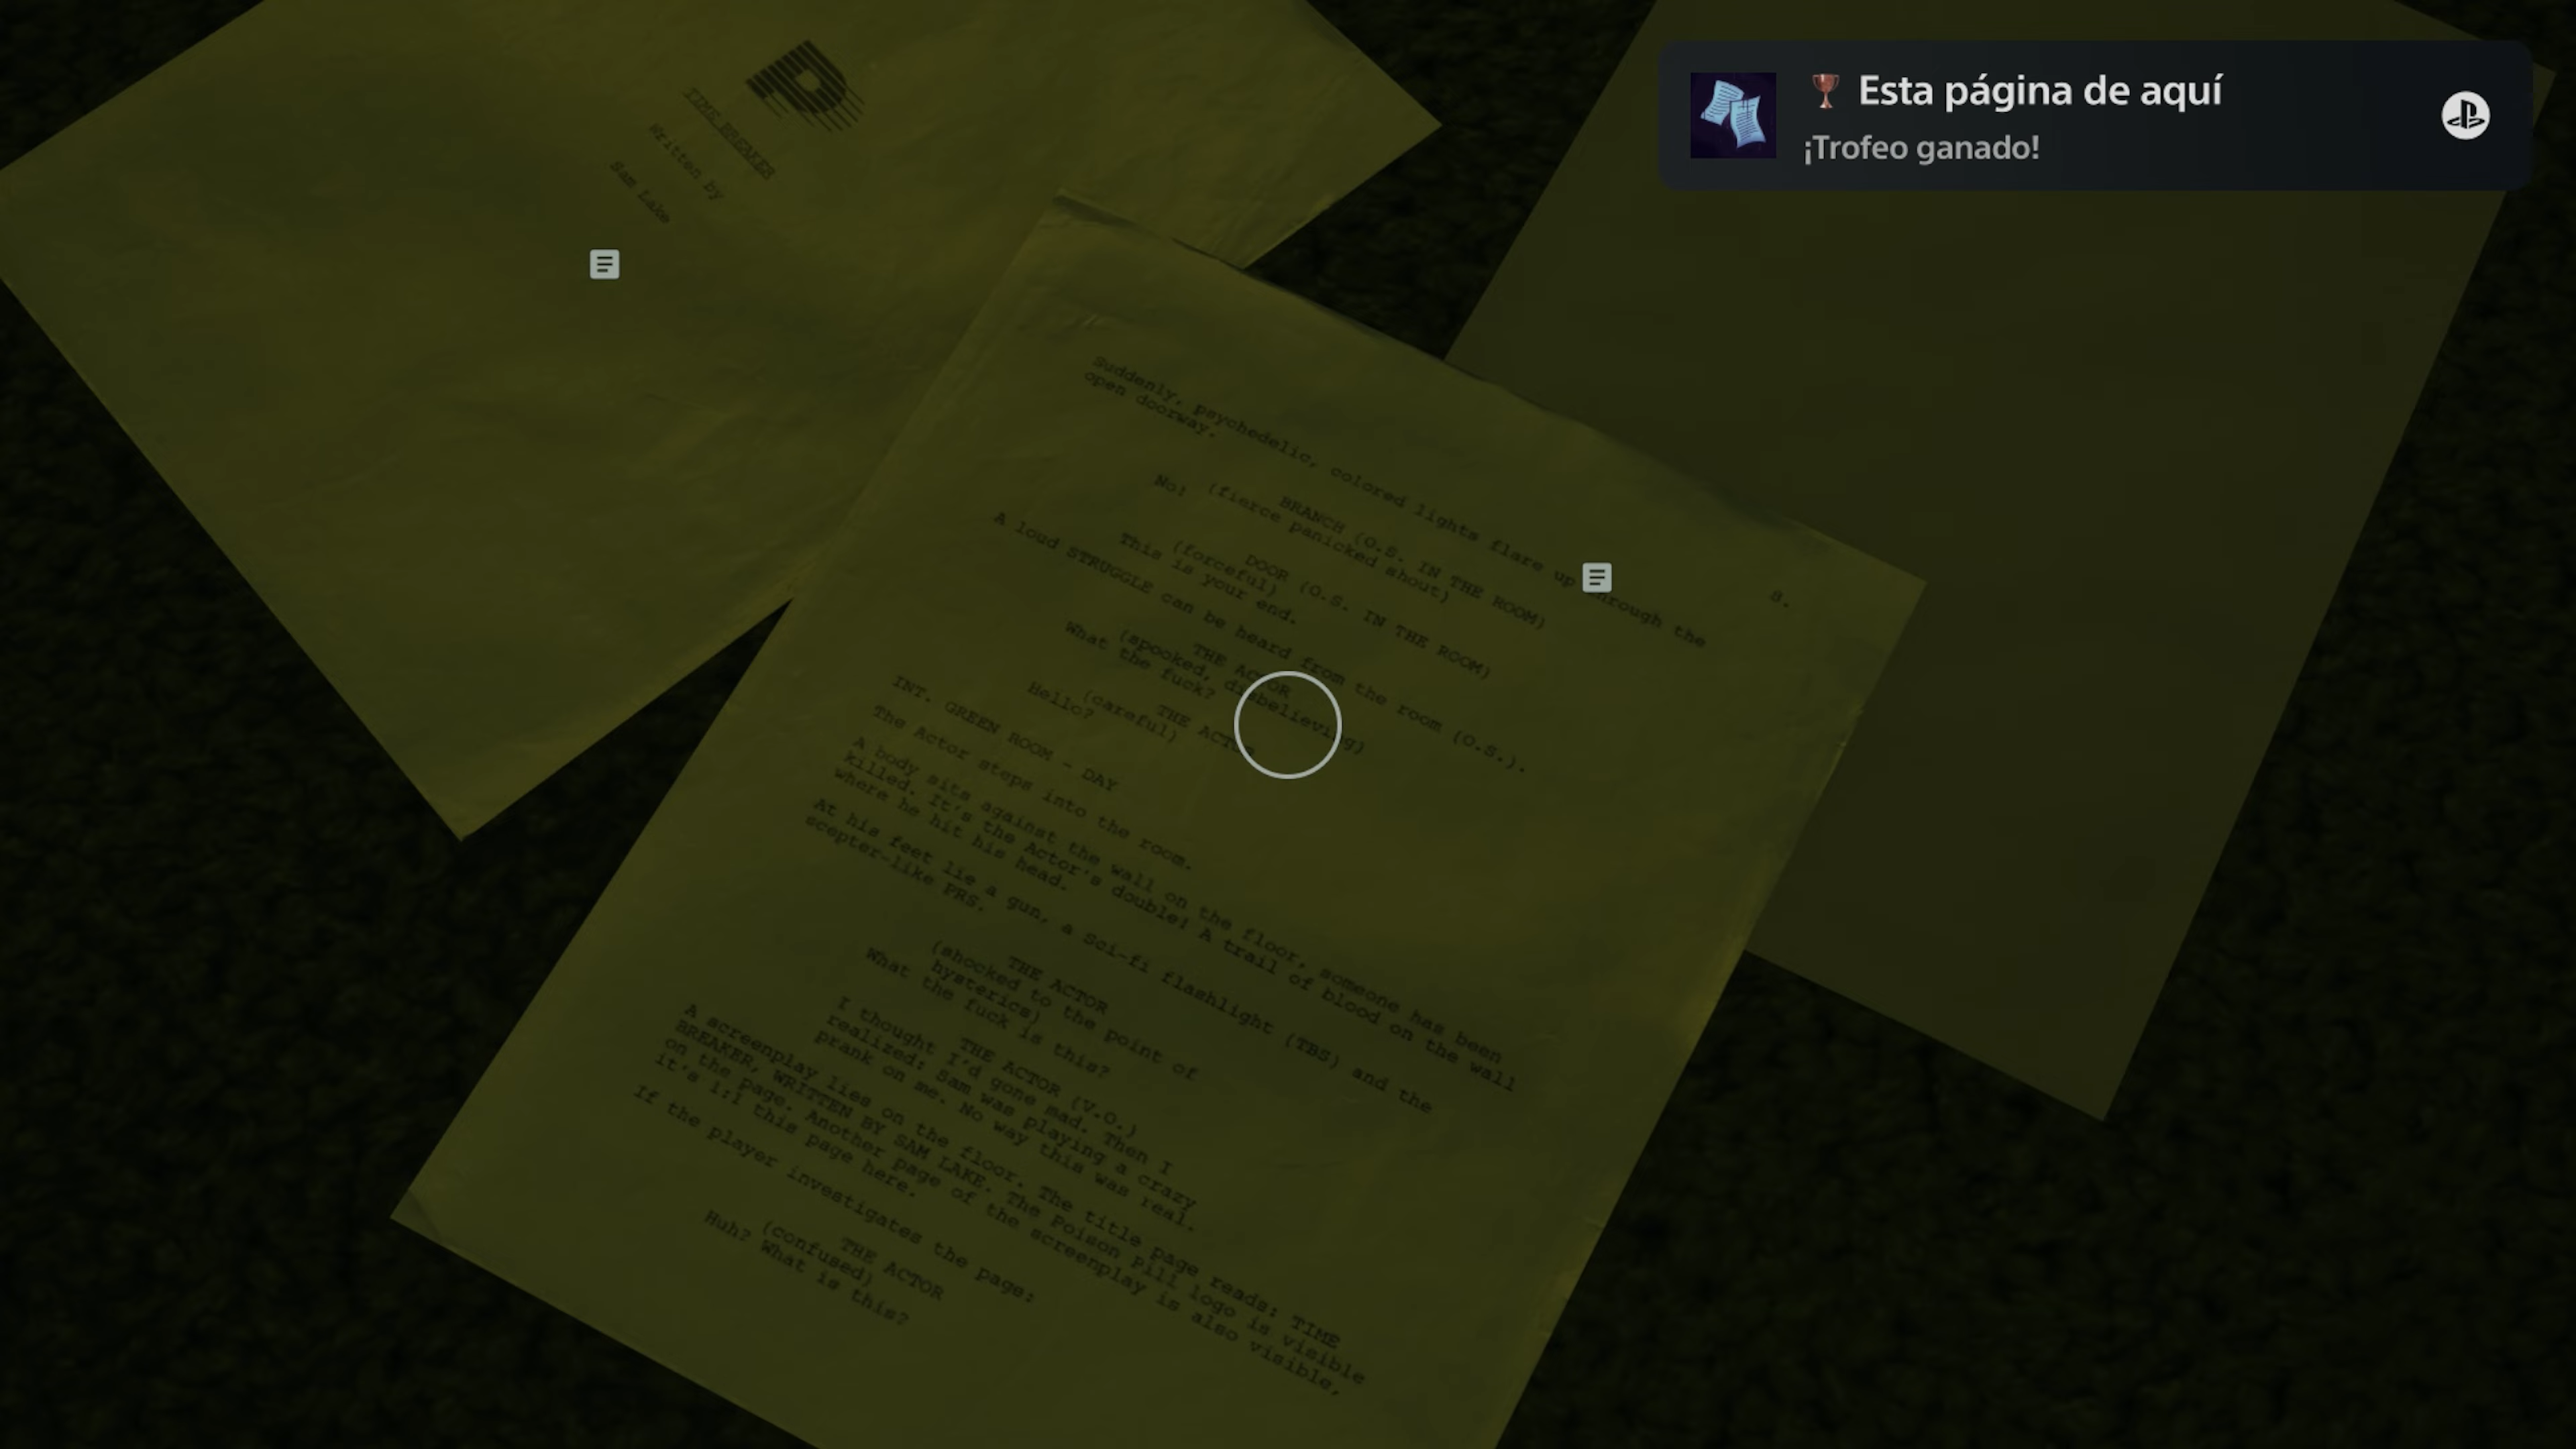 Esta página de aquí
¡Trofeo ganado!
P
TIME BREAKER
Written by
Sam Lake
8.
Suddenly, psychedelic, colored lights flare up through the
open doorway.
BRANCH (O.S. IN THE ROOM)
(fierce panicked shout)
No!
DOOR (O.S. IN THE ROOM)
(forceful)
This is your end.
A loud STRUGGLE can be heard from the room (O.S.).
THE ACTOR
(spooked, disbelieving)
What the fuck?
THE ACTOR
(careful)
Hello?
INT. GREEN ROOM - DAY
The Actor steps into the room.
A body sits against the wall on the floor, someone has been
killed. It's the Actor's double! A trail of blood on the wall
where he hit his head.
At his feet lie a gun, a Sci-fi flashlight (TBS) and the
scepter-like PRS.
THE ACTOR
(shocked to the point of
hysterics)
What the fuck is this?
THE ACTOR (V.O.)
I thought I'd gone mad. Then I
realized: Sam was playing a crazy
prank on me. No way this was real.
A screenplay lies on the floor. The title page reads: TIME
BREAKER, WRITTEN BY SAM LAKE. The Poison Pill logo is visible
on the page. Another page of the screenplay is also visible,
it's 1:1 this page here.
If the player investigates the page:
THE ACTOR
(confused)
Huh? What is this?